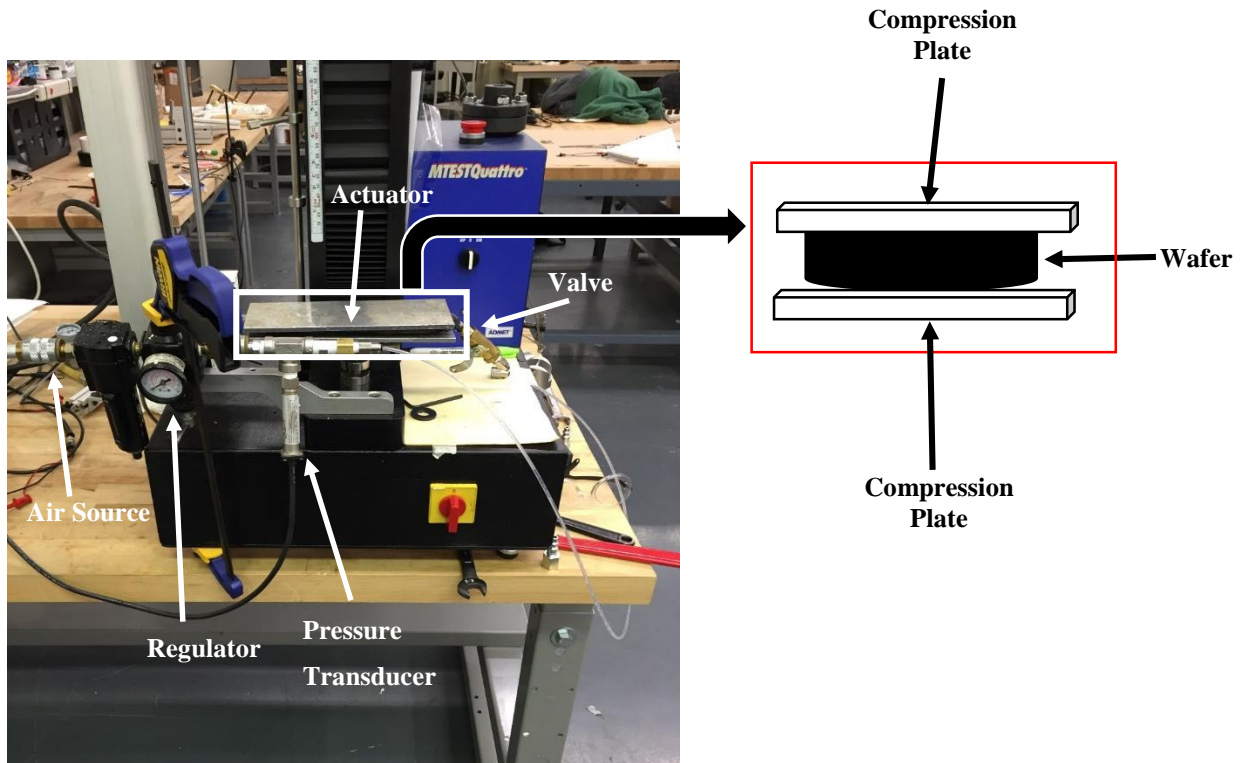 Compression
Plate
MTESTQuattro
Actuator
Valve
Wafer
ADMET
Air Source
Compression
Plate
Regulator
Pressure
Transducer